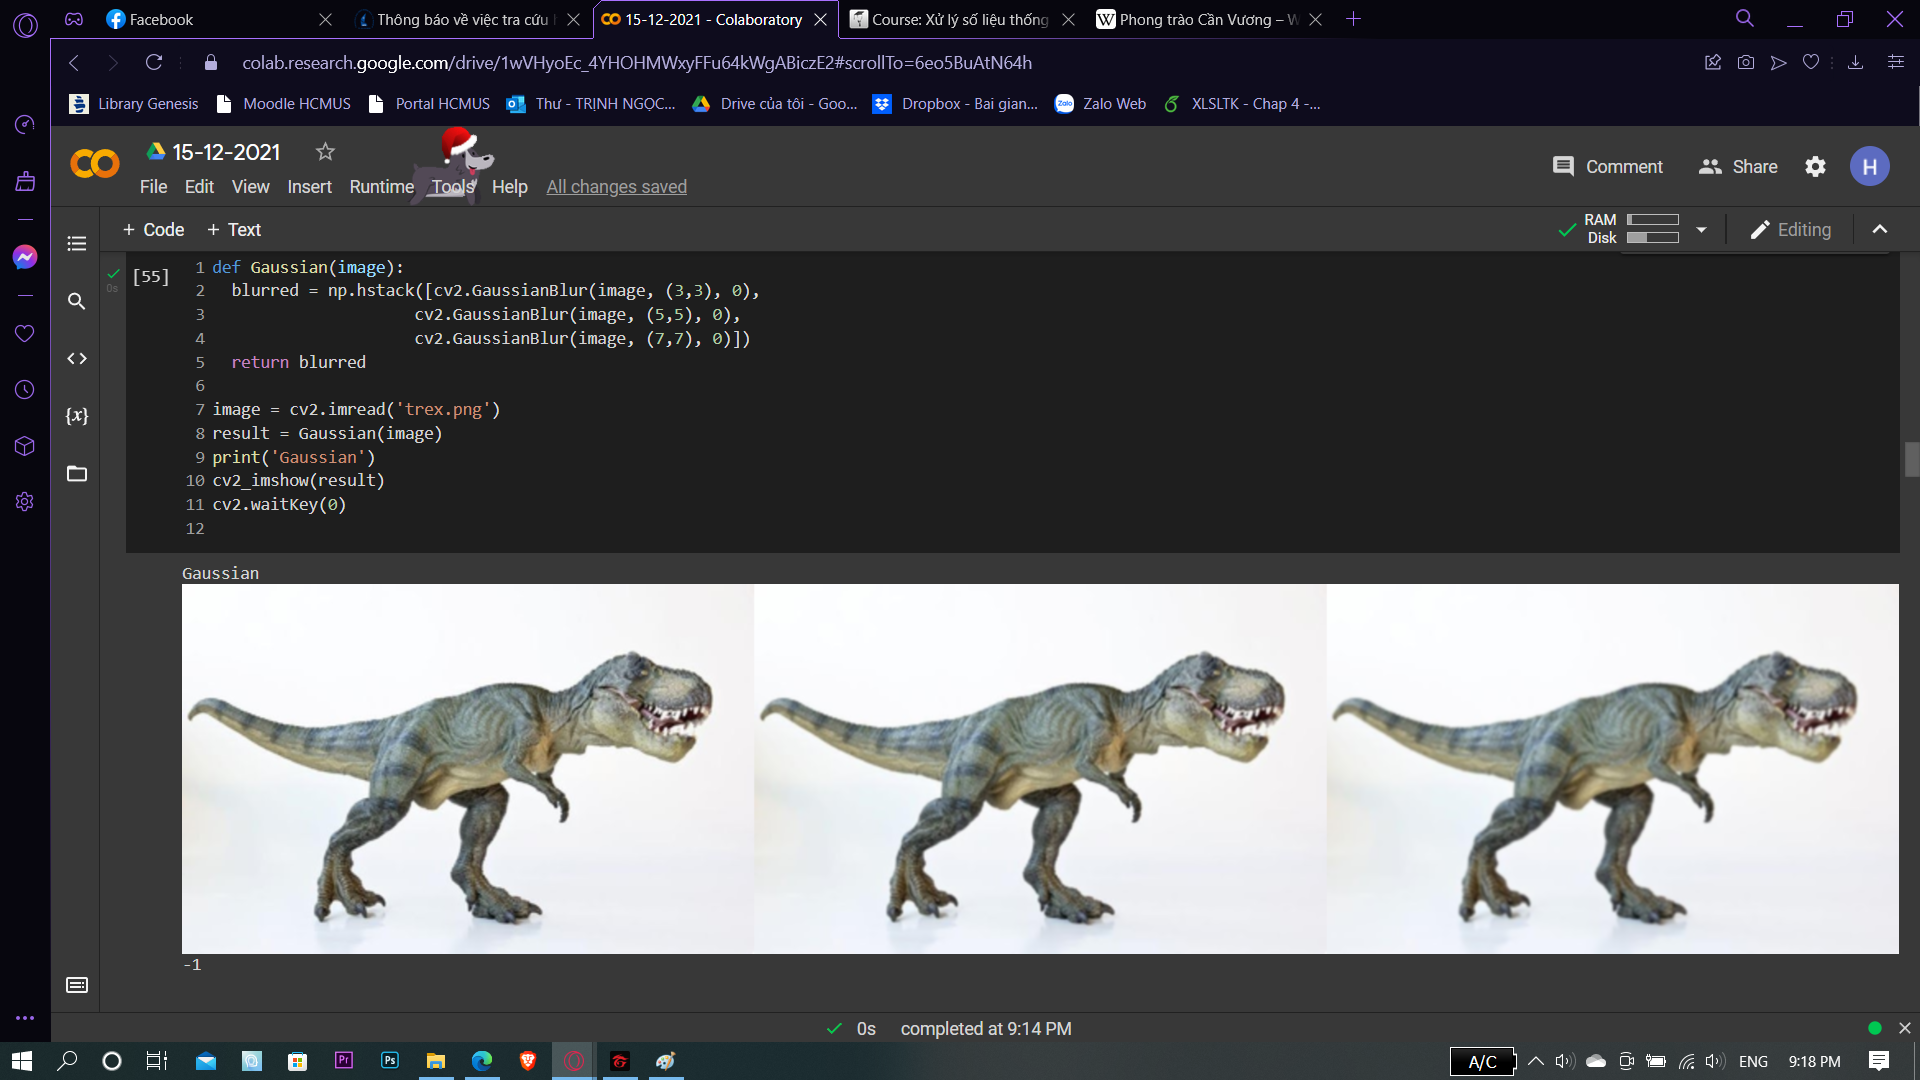 Facebook
Thông báo về việc tra cứu
15-12-2021 - Colaboratory
Course: Xử lý số liệu thống
Phong trào Cần Vương – W
colab.research.google.com/drive/1wVHyoEc_4YHOHMWxyFFu64kWgABiczE2#scrollTo=6eo5BuAtN64h
Library Genesis
Moodle HCMUS
Portal HCMUS
Thư - TRỊNH NGỌC...
Drive của tôi - Goo...
Dropbox - Bai gian...
Zalo Web
XLSLTK - Chap 4 -...
15-12-2021
File Edit View Insert Runtime Tools Help All changes saved
Comment
Share
H
+ Code + Text
RAM
Disk
Editing
[55]
0s
1 def Gaussian(image):
2 blurred = np.hstack([cv2.GaussianBlur(image, (3,3), 0),
3 cv2.GaussianBlur(image, (5,5), 0),
4 cv2.GaussianBlur(image, (7,7), 0)])
5 return blurred
6
7 image = cv2.imread('trex.png')
8 result = Gaussian(image)
9 print('Gaussian')
10 cv2_imshow(result)
11 cv2.waitKey(0)
12
Gaussian
-1
0s completed at 9:14 PM
A/C
ENG
9:18 PM